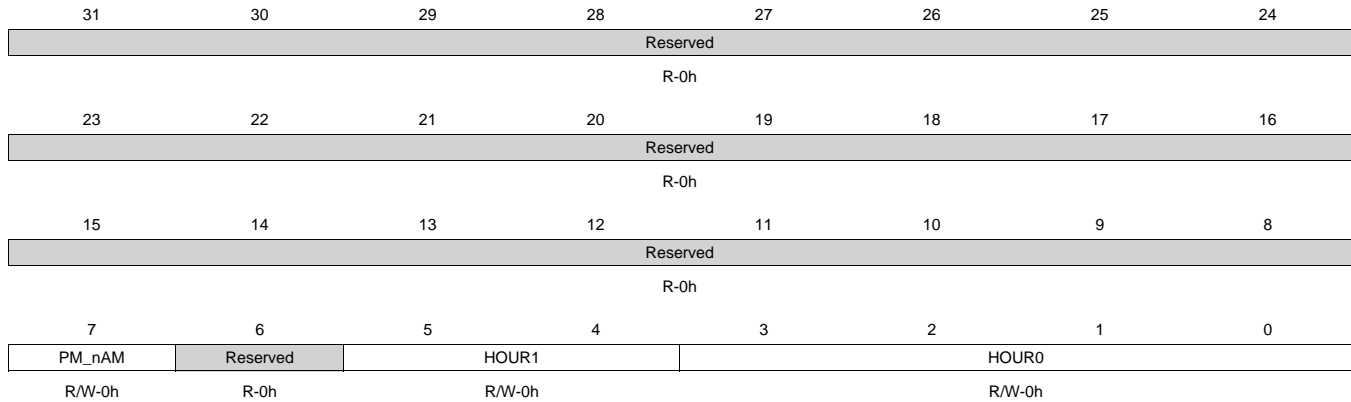 31 30 29 28 27 26 25 24
Reserved
R-0h
23 22 21 20 19 18 17 16
Reserved
R-0h
15 14 13 12 11 10 9 8
Reserved
R-0h
7 6 5 4 3 2 1 0
PM_nAM Reserved HOUR1 HOUR0
R/W-0h R-0h R/W-0h R/W-0h